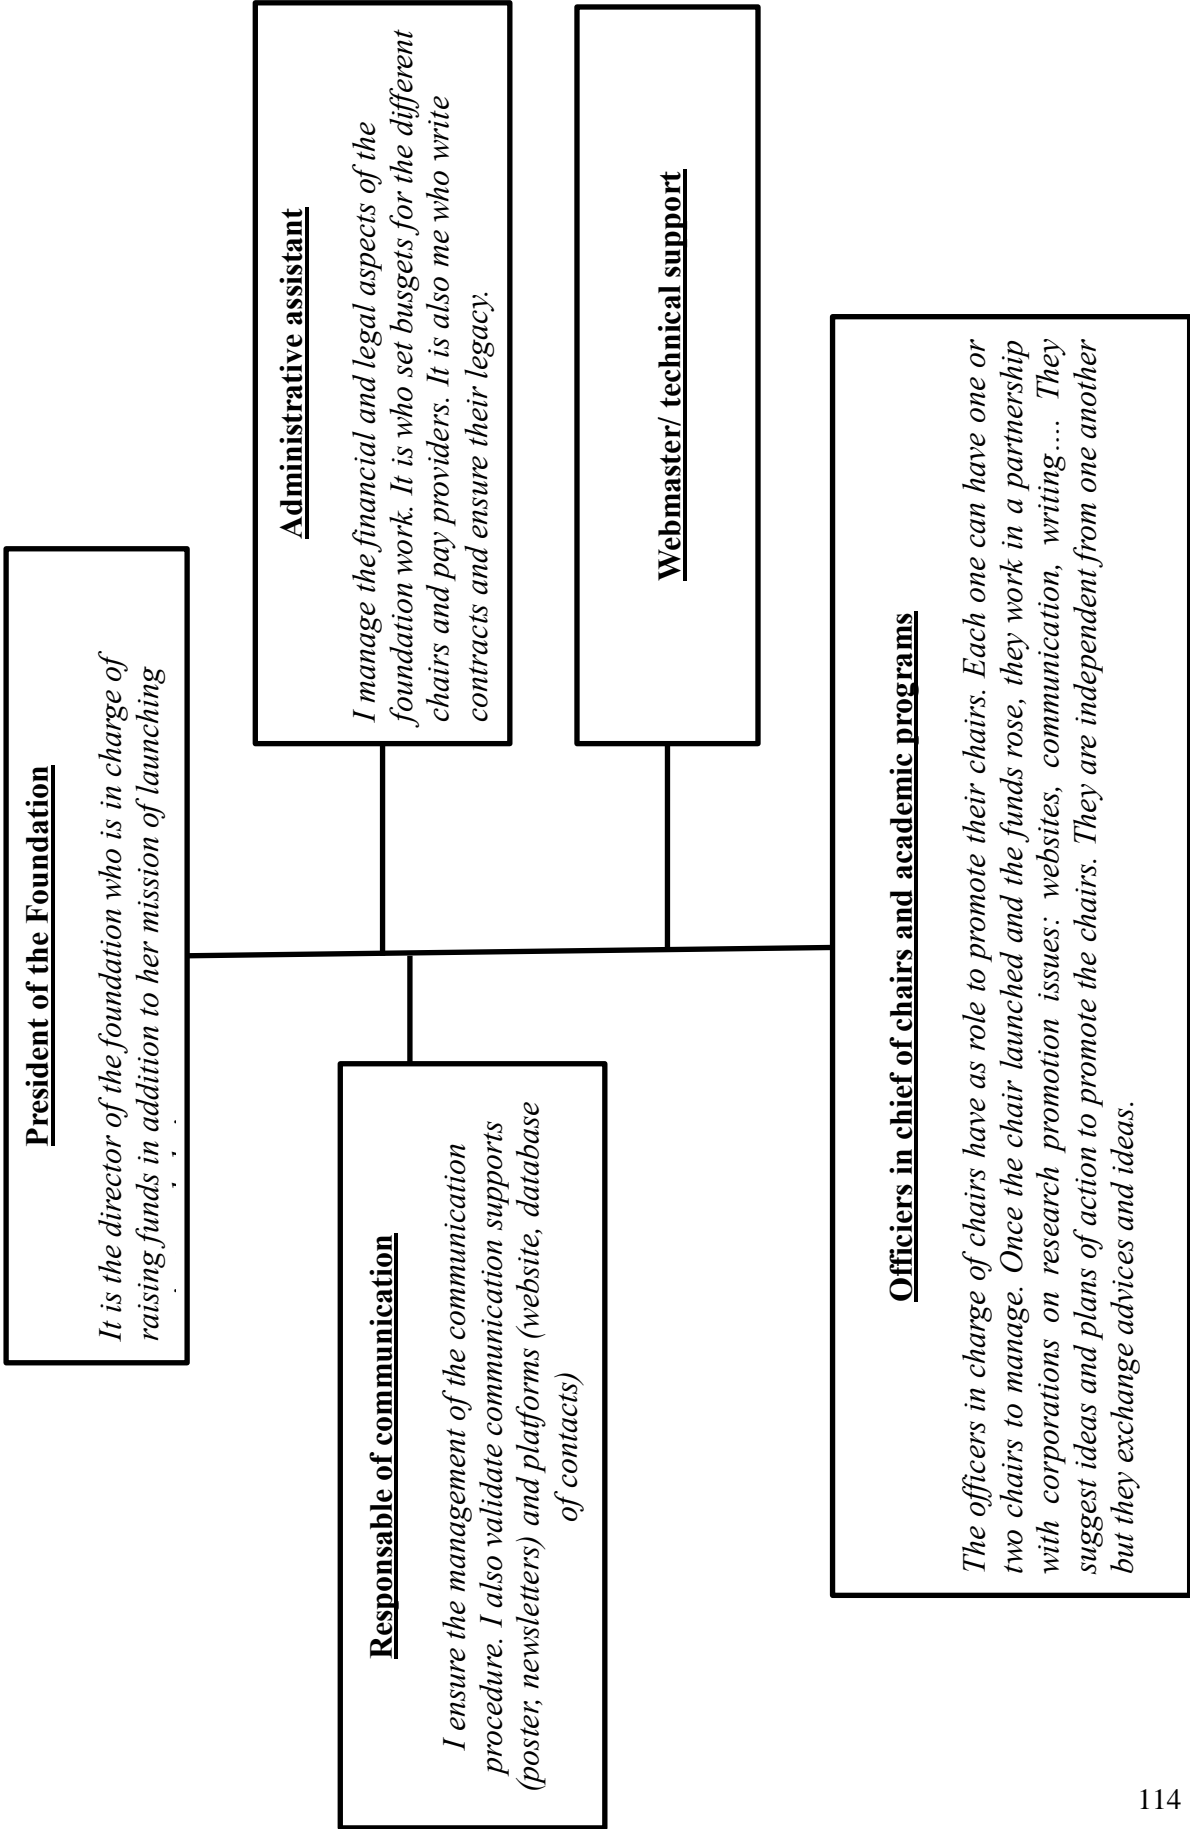 President of the Foundation
It is the director of the foundation who is in charge of
raising funds in addition to her mission of launching
Responsable of communication
I ensure the management of the communication
procedure. I also validate communication supports
(poster, newsletters) and platforms (website, database
of contacts)
Administrative assistant
I manage the financial and legal aspects of the
foundation work. It is who set busgets for the different
chairs and pay providers. It is also me who write
contracts and ensure their legacy.
Webmaster/ technical support
Officiers in chief of chairs and academic programs
The officers in charge of chairs have as role to promote their chairs. Each one can have one or
two chairs to manage. Once the chair launched and the funds rose, they work in a partnership
with corporations on research promotion issues: websites, communication, writing.... They
suggest ideas and plans of action to promote the chairs. They are independent from one another
but they exchange advices and ideas.
114